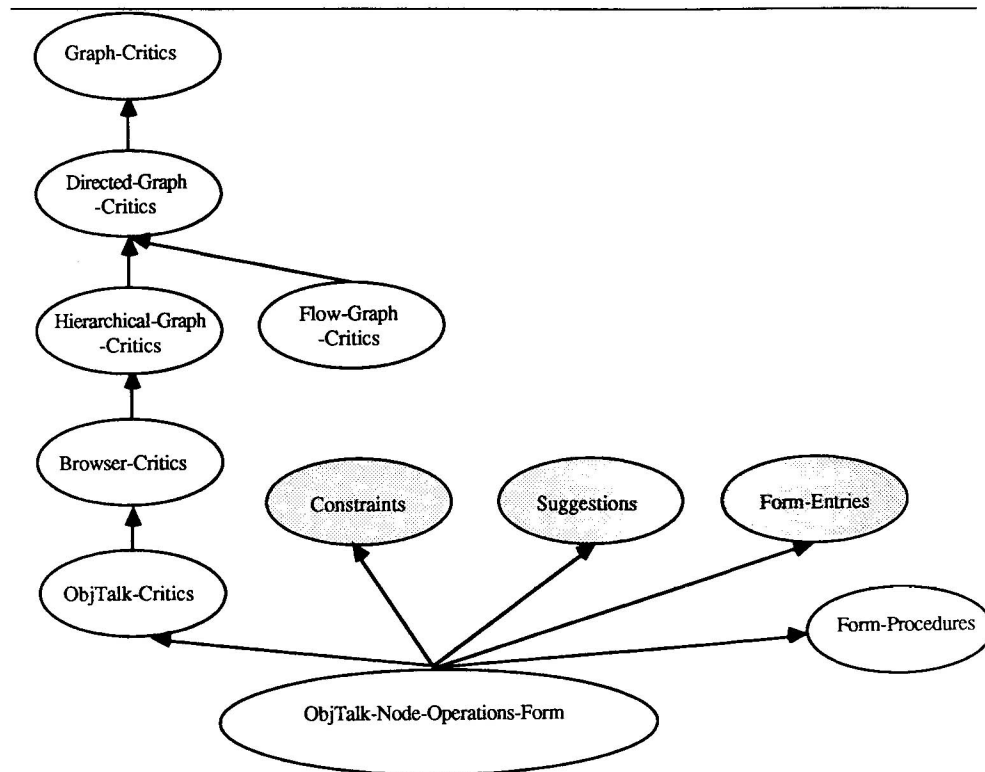 Graph-Critics
Directed-Graph
-Critics
Hierarchical-Graph
-Critics
Flow-Graph
-Critics
Browser-Critics
Constraints
Suggestions
Form-Entries
ObjTalk-Critics
Form-Procedures
ObjTalk-Node-Operations-Form